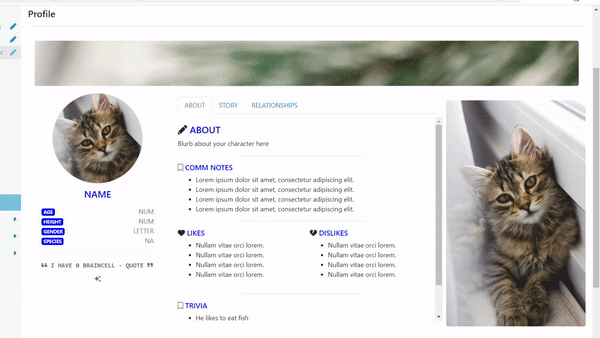 Profile
ABOUT
STORY
RELATIONSHIPS
ABOUT
Blurb about your character here
COMM NOTES
Lorem ipsum dolor sit amet, consectetur adipiscing elit.
Lorem ipsum dolor sit amet, consectetur adipiscing elit.
Lorem ipsum dolor sit amet, consectetur adipiscing elit.
Lorem ipsum dolor sit amet, consectetur adipiscing elit.
LIKES
Nullam vitae orci lorem.
Nullam vitae orci lorem.
Nullam vitae orci lorem.
Nullam vitae orci lorem.
DISLIKES
Nullam vitae orci lorem.
Nullam vitae orci lorem.
Nullam vitae orci lorem.
Nullam vitae orci lorem.
TRIVIA
He likes to eat fish
NAME
AGE NUM
HEIGHT NUM
GENDER LETTER
SPECIES NA
❝ I HAVE 0 BRAINCELL - QUOTE ❞